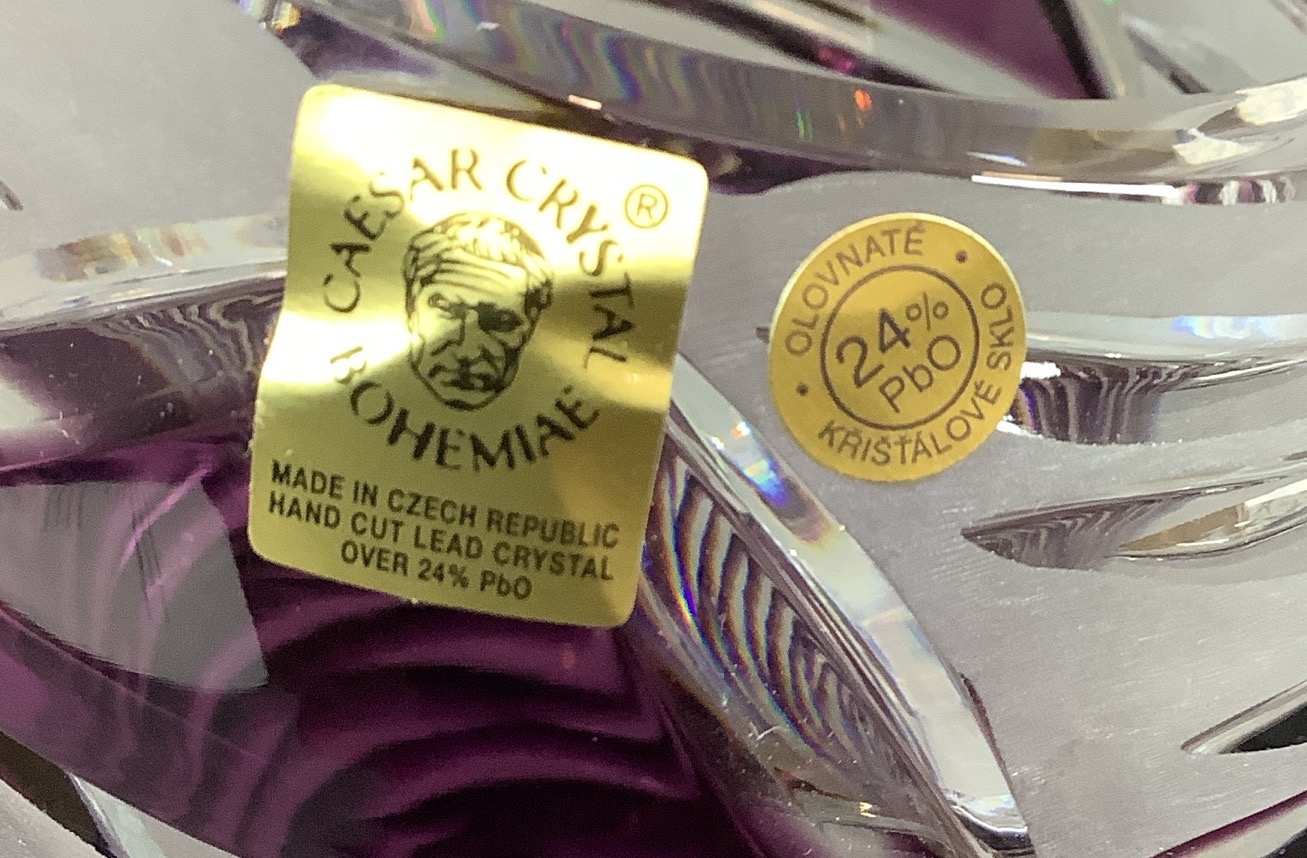 CAESAR CRYSTAL ®
BOHEMIAE
MADE IN CZECH REPUBLIC
HAND CUT LEAD CRYSTAL
OVER 24% PbO
OLOVNATÉ
24%
PbO
KŘIŠŤÁLOVÉ SKLO